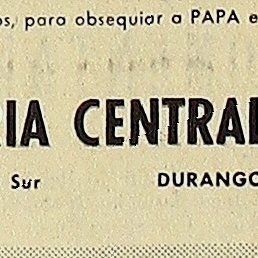 os, para obsequiar a PAPA e
IA CENTRAL
Sur DURANGO